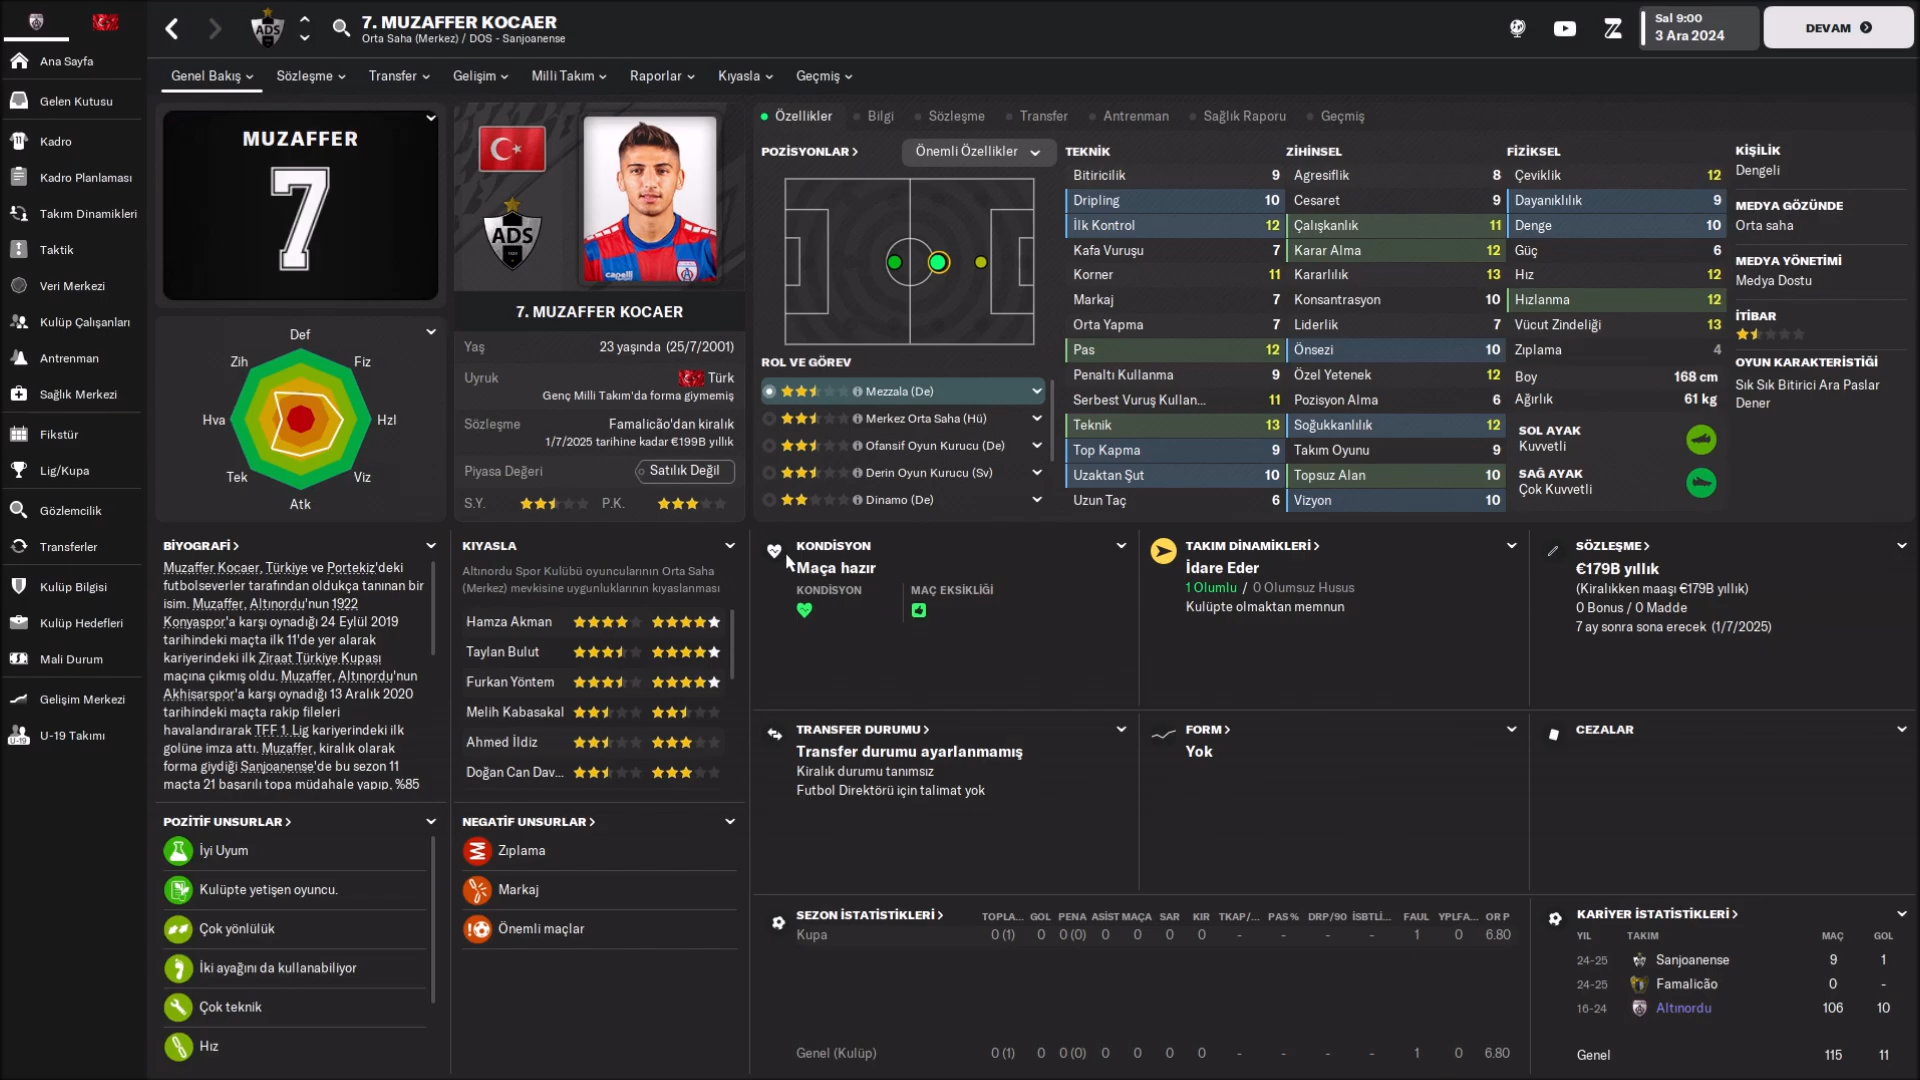 7. MUZAFFER KOCAER
Orta Saha (Merkez) / DOS - Sanjoanense
Sal 9:00
3 Ara 2024
DEVAM
Ana Sayfa
Gelen Kutusu
Kadro
Kadro Planlaması
Takım Dinamikleri
Taktik
Veri Merkezi
Kulüp Çalışanları
Antrenman
Sağlık Merkezi
Fikstür
Lig/Kupa
Gözlemcilik
Transferler
Kulüp Bilgisi
Kulüp Hedefleri
Mali Durum
Gelişim Merkezi
U-19 Takımı
Genel Bakış
Sözleşme
Transfer
Gelişim
Milli Takım
Raporlar
Kıyasla
Geçmiş
MUZAFFER
7
Def
Fiz
Hzl
Viz
Atk
Tek
Hva
Zih
ADS
7. MUZAFFER KOCAER
Yaş 23 yaşında (25/7/2001)
Uyruk Türk
Genç Milli Takım'da forma giymemiş
Sözleşme Famalicão'dan kiralık
1/7/2025 tarihine kadar €199B yıllık
Piyasa Değeri Satılık Değil
S.Y. P.K.
Özellikler
Bilgi
Sözleşme
Transfer
Antrenman
Sağlık Raporu
Geçmiş
POZİSYONLAR
Önemli Özellikler
ROL VE GÖREV
Mezzala (De)
Merkez Orta Saha (Hü)
Ofansif Oyun Kurucu (De)
Derin Oyun Kurucu (Sv)
Dinamo (De)
TEKNİK
Bitiricilik 9
Dripling 10
İlk Kontrol 12
Kafa Vuruşu 7
Korner 11
Markaj 7
Orta Yapma 7
Pas 12
Penaltı Kullanma 9
Serbest Vuruş Kullan... 11
Teknik 13
Top Kapma 9
Uzaktan Şut 10
Uzun Taç 6
ZİHİNSEL
Agresiflik 8
Cesaret 9
Çalışkanlık 11
Karar Alma 12
Kararlılık 13
Konsantrasyon 10
Liderlik 7
Önsezi 10
Özel Yetenek 12
Pozisyon Alma 6
Soğukkanlılık 12
Takım Oyunu 9
Topsuz Alan 10
Vizyon 10
FİZİKSEL
Çeviklik 12
Dayanıklılık 9
Denge 10
Güç 6
Hız 12
Hızlanma 12
Vücut Zindeliği 13
Zıplama 4
Boy 168 cm
Ağırlık 61 kg
SOL AYAK
Kuvvetli
SAĞ AYAK
Çok Kuvvetli
KİŞİLİK
Dengeli
MEDYA GÖZÜNDE
Orta saha
MEDYA YÖNETİMİ
Medya Dostu
İTİBAR
OYUN KARAKTERİSTİĞİ
Sık Sık Bitirici Ara Paslar
Dener
BİYOGRAFİ
Muzaffer Kocaer, Türkiye ve Portekiz'deki
futbolseverler tarafından oldukça tanınan bir
isim. Muzaffer, Altınordu'nun 1922
Konyaspor'a karşı oynadığı 24 Eylül 2019
tarihindeki maçta ilk 11'de yer alarak
kariyerindeki ilk Ziraat Türkiye Kupası
maçına çıkmış oldu. Muzaffer, Altınordu'nun
Akhisarspor'a karşı oynadığı 13 Aralık 2020
tarihindeki maçta rakip fileleri
havalandırarak TFF 1. Lig kariyerindeki ilk
golüne imza attı. Muzaffer, kiralık olarak
forma giydiği Sanjoanense'de bu sezon 11
maçta 21 başarılı topa müdahale yapıp, %85
KIYASLA
Altınordu Spor Kulübü oyuncularının Orta Saha
(Merkez) mevkisine uygunluklarının kıyaslanması
Hamza Akman
Taylan Bulut
Furkan Yöntem
Melih Kabasakal
Ahmed İldiz
Doğan Can Dav...
POZİTİF UNSURLAR
İyi Uyum
Kulüpte yetişen oyuncu.
Çok yönlülük
İki ayağını da kullanabiliyor
Çok teknik
Hız
NEGATİF UNSURLAR
Zıplama
Markaj
Önemli maçlar
KONDİSYON
Maça hazır
KONDİSYON
MAÇ EKSİKLİĞİ
TAKIM DİNAMİKLERİ
İdare Eder
1 Olumlu / 0 Olumsuz Husus
Kulüpte olmaktan memnun
SÖZLEŞME
€179B yıllık
(Kiralıkken maaşı €179B yıllık)
0 Bonus / 0 Madde
7 ay sonra sona erecek (1/7/2025)
TRANSFER DURUMU
Transfer durumu ayarlanmamış
Kiralık durumu tanımsız
Futbol Direktörü için talimat yok
FORM
Yok
CEZALAR
SEZON İSTATİSTİKLERİ TOPLA... GOL PENA ASİST MAÇA SAR KIR TKAP/... PAS % DRP/90 İSBTLİ... FAUL YPLFA... OR P
Kupa 0 (1) 0 0 (0) 0 0 0 0 - - - - 1 0 6.80
Genel (Kulüp) 0 (1) 0 0 (0) 0 0 0 0 - - - - 1 0 6.80
KARİYER İSTATİSTİKLERİ
YIL TAKIM MAÇ GOL
24-25 Sanjoanense 9 1
24-25 Famalicão 0 -
16-24 Altınordu 106 10
Genel 115 11